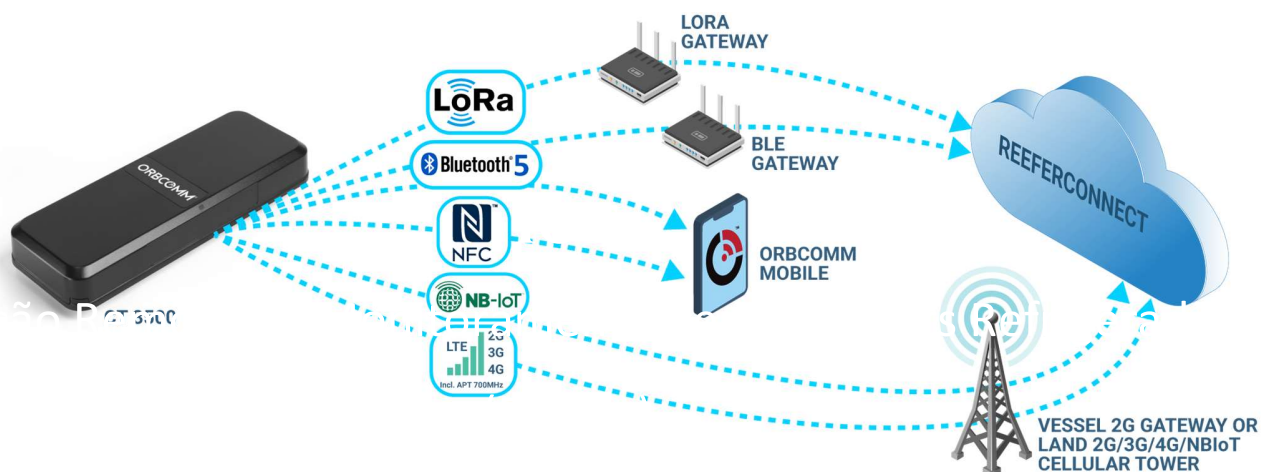 LORA
GATEWAY
LoRa
BLE
GATEWAY
Bluetooth® 5
ORBCOMM
REEFERCONNECT
NFC
ORBCOMM
MOBILE
NB-IoT
LTE
2G
3G
4G
Incl. APT 700MHz
VESSEL 2G GATEWAY OR
LAND 2G/3G/4G/NBIoT
CELLULAR TOWER